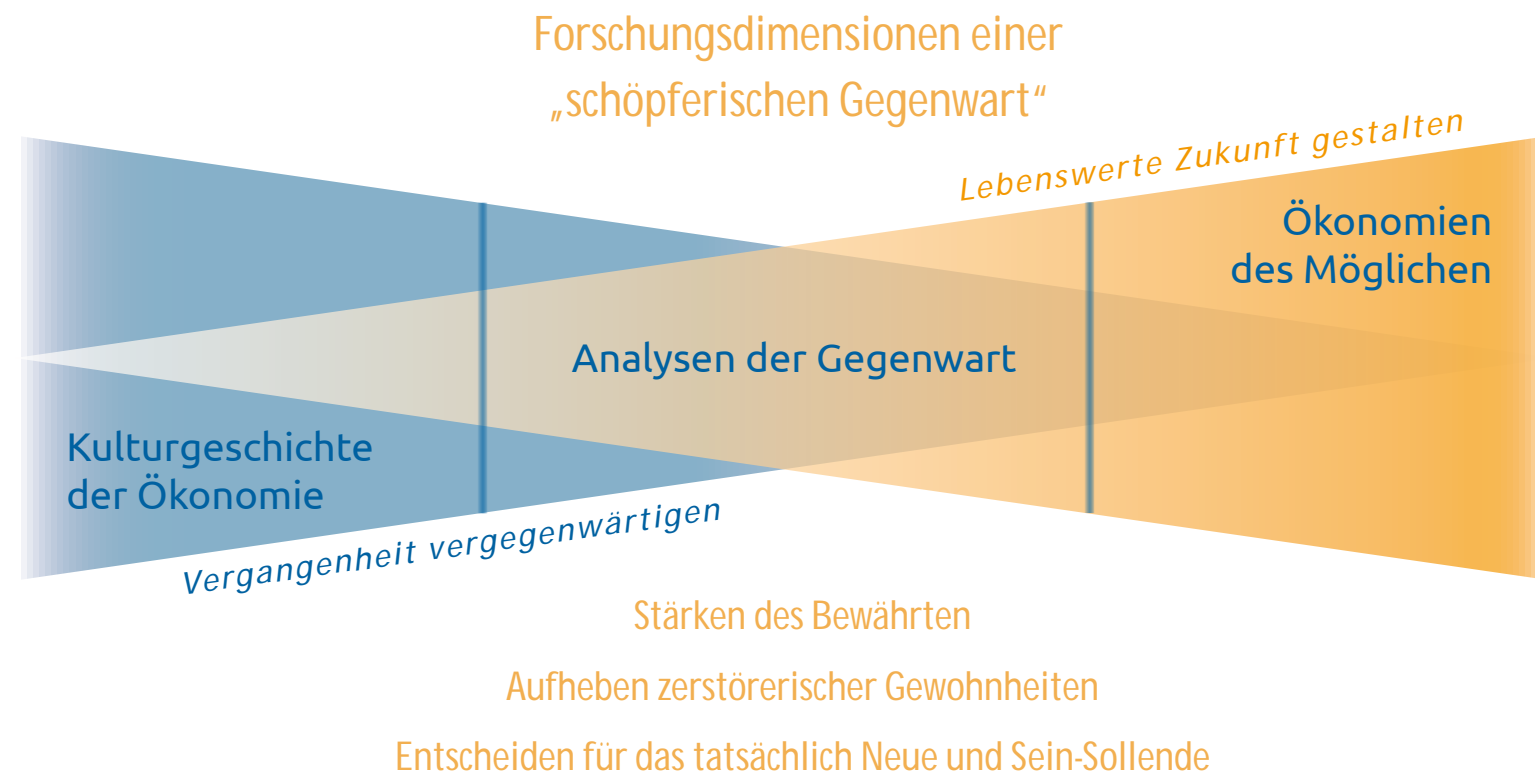 Forschungsdimensionen einer
„schöpferischen Gegenwart“
Lebenswerte Zukunft gestalten
Ökonomien
des Möglichen
Analysen der Gegenwart
Kulturgeschichte
der Ökonomie
Vergangenheit vergegenwärtigen
Stärken des Bewährten
Aufheben zerstörerischer Gewohnheiten
Entscheiden für das tatsächlich Neue und Sein-Sollende